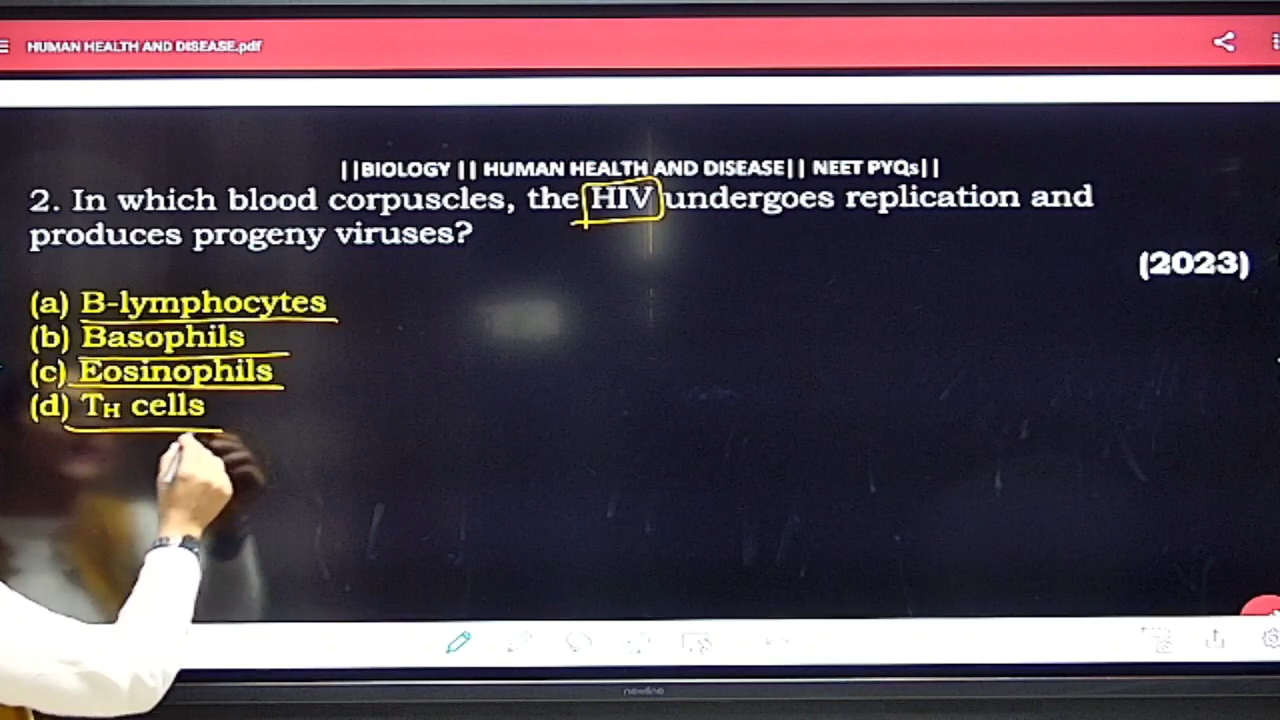 HUMAN HEALTH AND DISEASE.pdf
||BIOLOGY || HUMAN HEALTH AND DISEASE|| NEET PYQs||
2. In which blood corpuscles, the HIV undergoes replication and
produces progeny viruses?
(2023)
(a) B-lymphocytes
(b) Basophils
(c) Eosinophils
(d) TH cells
newline